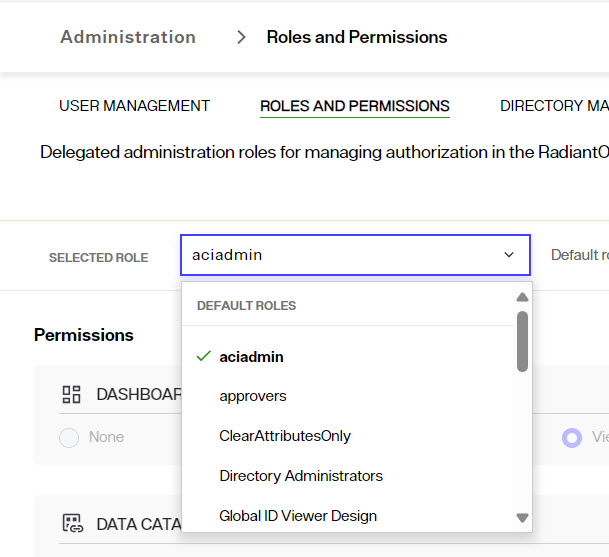 Administration > Roles and Permissions
USER MANAGEMENT ROLES AND PERMISSIONS DIRECTORY MA
Delegated administration roles for managing authorization in the RadiantO
SELECTED ROLE aciadmin Default ro
DEFAULT ROLES
Permissions
aciadmin
DASHBOAR approvers
None ClearAttributesOnly Vie
Directory Administrators
DATA CATA Global ID Viewer Design